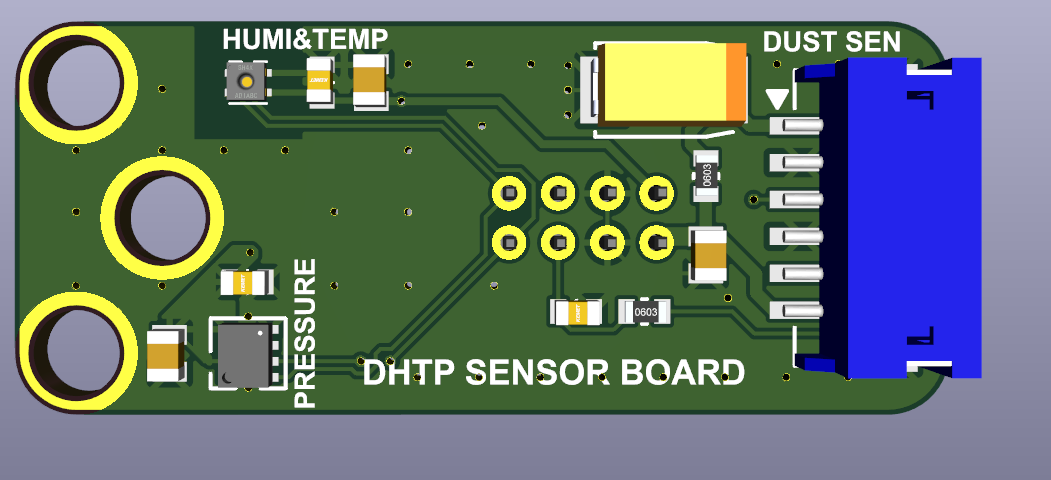 HUMI&TEMP
DUST SEN
0603
PRESSURE
0603
DHTP SENSOR BOARD